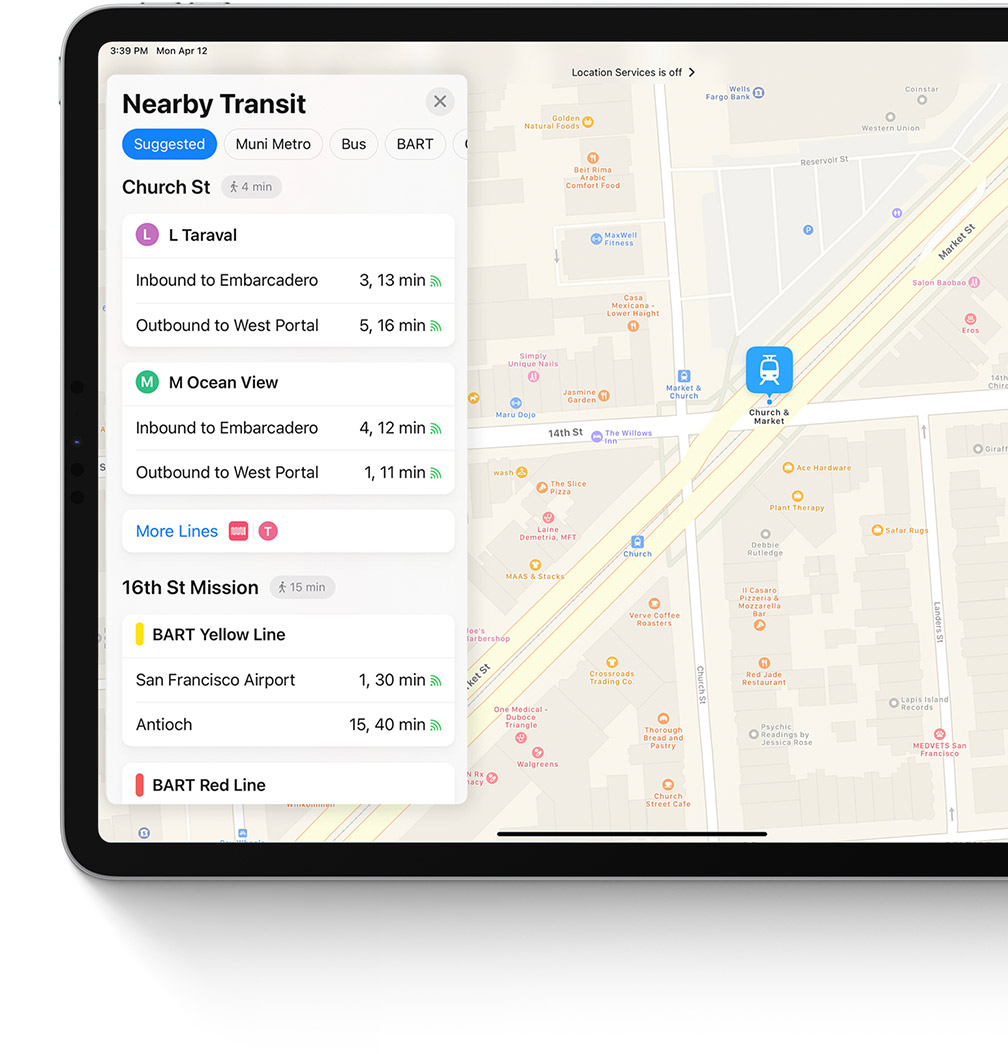 3:39 PM Mon Apr 12
Location Services is off
Nearby Transit
Suggested
Muni Metro
Bus
BART
Church St
4 min
L
L Taraval
Inbound to Embarcadero
3, 13 min
Outbound to West Portal
5, 16 min
M
M Ocean View
Inbound to Embarcadero
4, 12 min
Outbound to West Portal
1, 11 min
More Lines
T
16th St Mission
15 min
BART Yellow Line
San Francisco Airport
1, 30 min
Antioch
15, 40 min
BART Red Line
Wells
Fargo Bank
Coinstar
Golden
Natural Foods
Western Union
Reservoir St
Beit Rima
Arabic
Comfort Food
P
MaxWell
Fitness
Market St
Salon Baobao
Casa
Mexicana -
Lower Haight
Eros
Simply
Unique Nails
Market &
Church
Jasmine
Garden
Maru Dojo
Church &
Market
14th
14th St
The Willows
Inn
wash
The Slice
Pizza
Ace Hardware
Plant Therapy
Laine
Demetria, MFT
Debbie
Rutledge
Safar Rugs
Church
MAAS & Stacks
Il Casaro
Pizzeria &
Mozzarella
Bar
Verve Coffee
Roasters
Landers St
Crossroads
Trading Co.
Red Jade
Restaurant
Church St
Lapis Island
Records
One Medical -
Duboce
Triangle
Thorough
Bread and
Pastry
Psychic
Readings by
Jessica Rose
MEDVETS San
Francisco
Walgreens
Church
Street Cafe